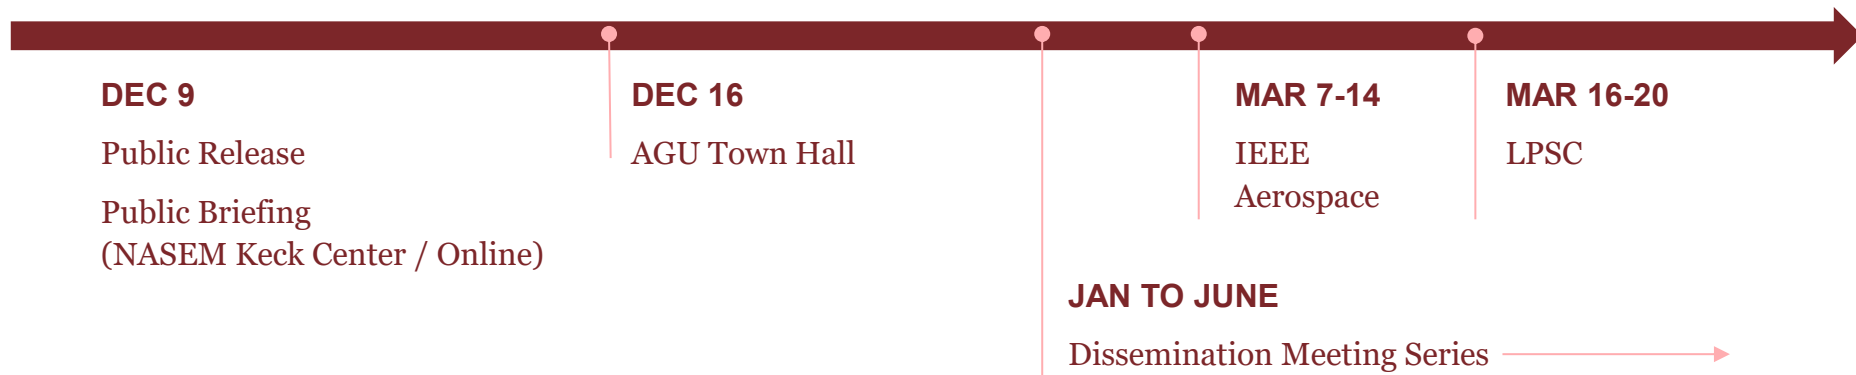 DEC 9
Public Release
Public Briefing
(NASEM Keck Center / Online)
DEC 16
AGU Town Hall
JAN TO JUNE
Dissemination Meeting Series
MAR 7-14
IEEE
Aerospace
MAR 16-20
LPSC